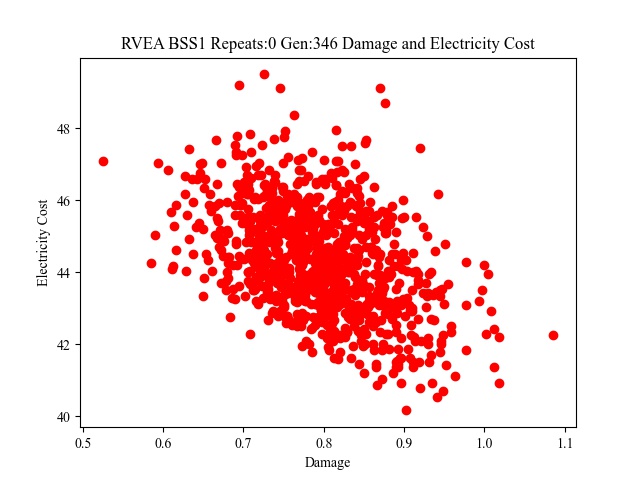 RVEA BSS1 Repeats:0 Gen:346 Damage and Electricity Cost
48
46
44
42
40
Electricity Cost
0.5 0.6 0.7 0.8 0.9 1.0 1.1
Damage